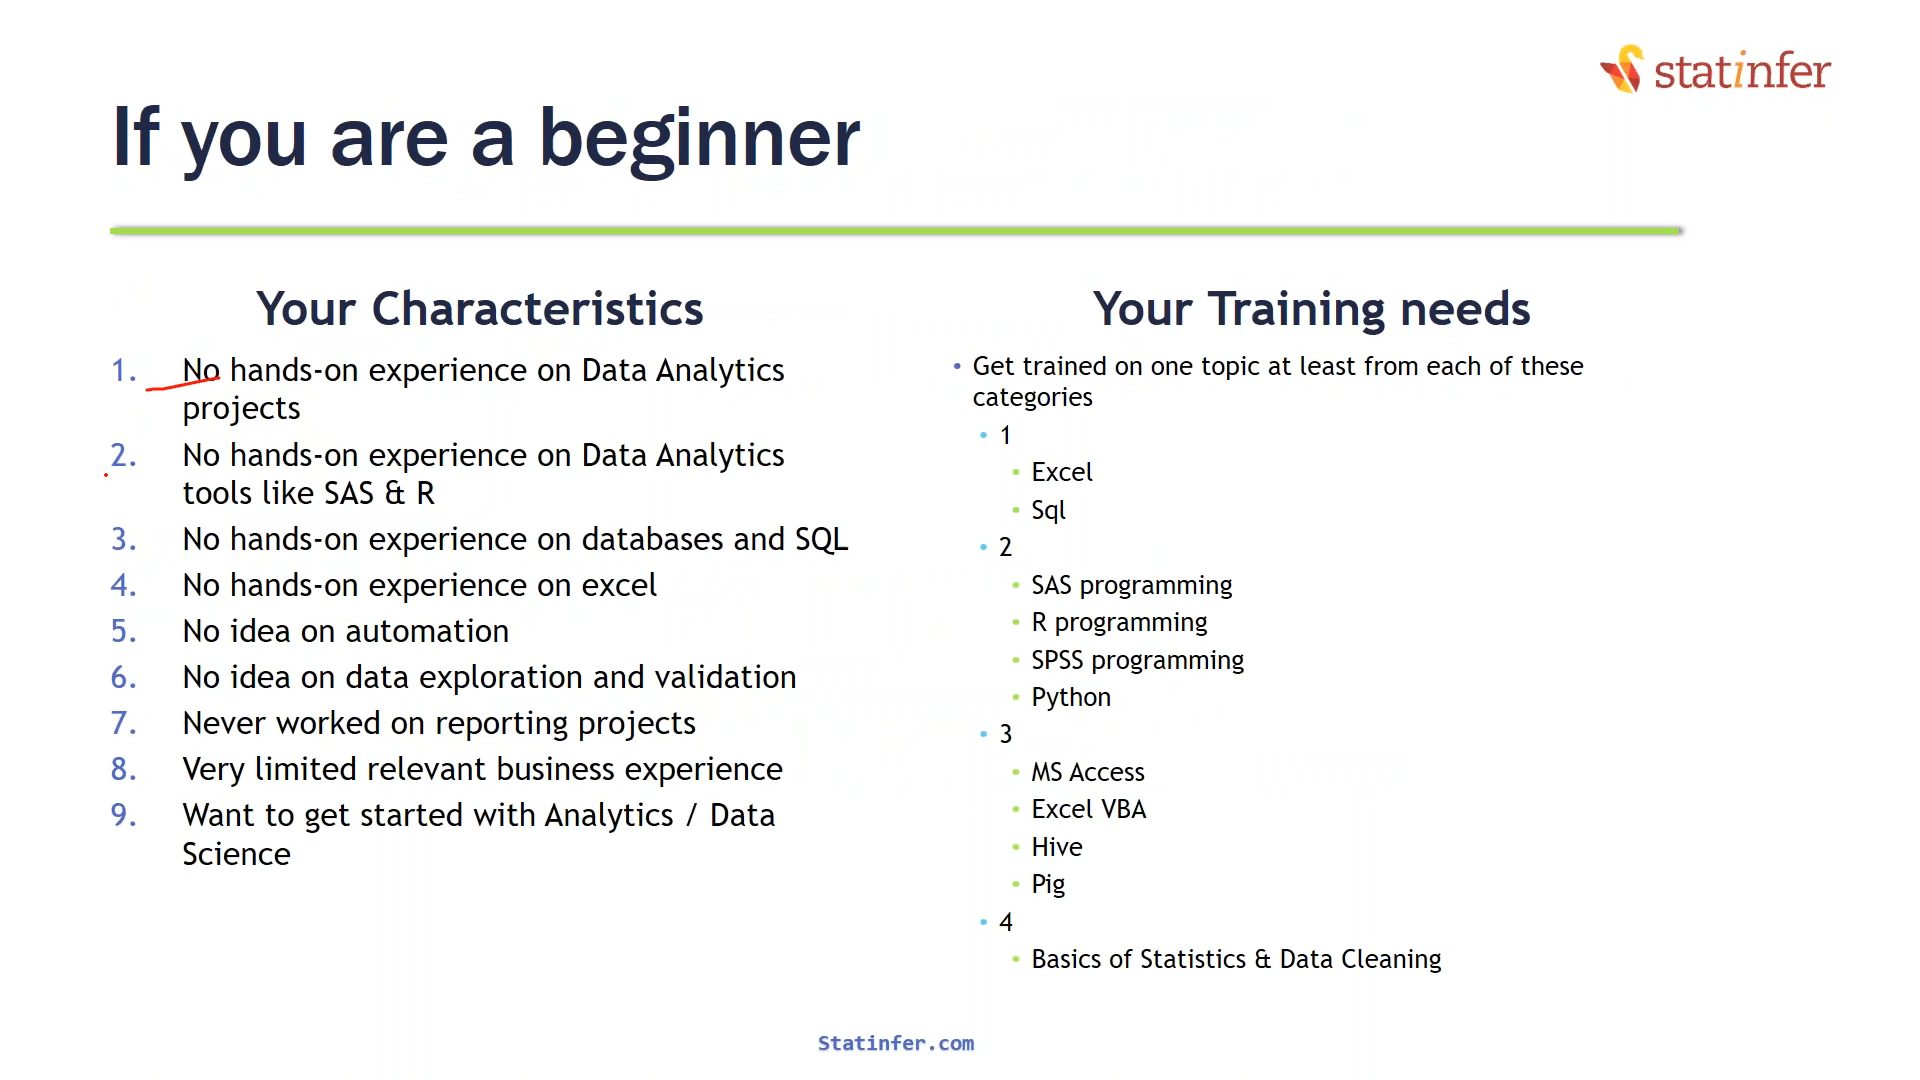 statinfer
If you are a beginner
Your Characteristics
1. No hands-on experience on Data Analytics
projects
2. No hands-on experience on Data Analytics
tools like SAS & R
3. No hands-on experience on databases and SQL
4. No hands-on experience on excel
5. No idea on automation
6. No idea on data exploration and validation
7. Never worked on reporting projects
8. Very limited relevant business experience
9. Want to get started with Analytics / Data
Science
Your Training needs
• Get trained on one topic at least from each of these
categories
• 1
• Excel
• Sql
• 2
• SAS programming
• R programming
• SPSS programming
• Python
• 3
• MS Access
• Excel VBA
• Hive
• Pig
• 4
• Basics of Statistics & Data Cleaning
Statinfer.com